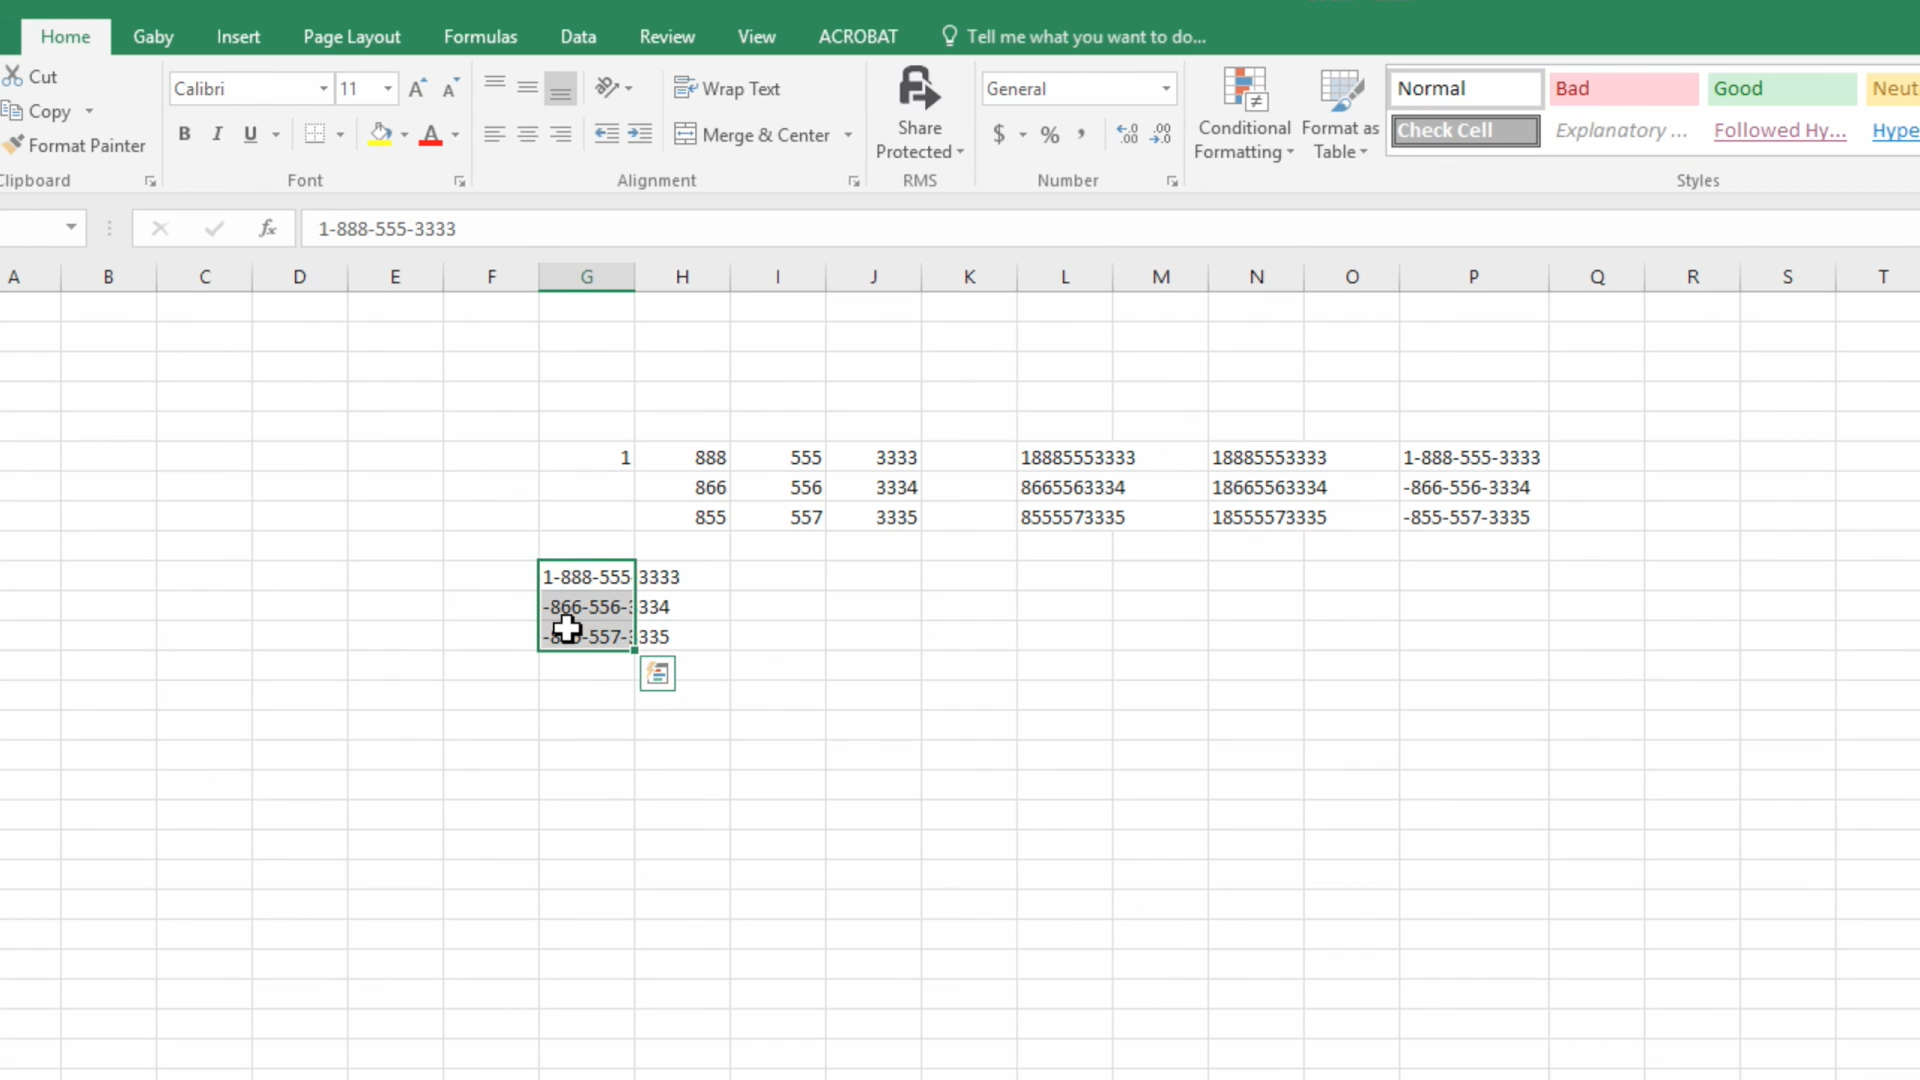 Home Gaby Insert Page Layout Formulas Data Review View ACROBAT Tell me what you want to do...
Cut
Copy
Format Painter
Clipboard
Calibri 11
B I U A
Font
Wrap Text
Merge & Center
Alignment
Share
Protected
RMS
General
$ % ,
Number
Conditional
Formatting
Format as
Table
Normal Bad Good Neut
Check Cell Explanatory ... Followed Hy... Hype
Styles
fx 1-888-555-3333
A B C D E F G H I J K L M N O P Q R S T
1 888 555 3333 18885553333 18885553333 1-888-555-3333
866 556 3334 8665563334 18665563334 -866-556-3334
855 557 3335 8555573335 18555573335 -855-557-3335
1-888-555-3333
-866-556-3334
-855-557-3335